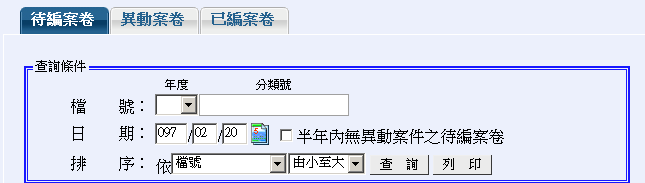 待編案卷 異動案卷 已編案卷
查詢條件
年度 分類號
檔 號：
日 期： 097 /02 /20 半年內無異動案件之待編案卷
排 序： 依 檔號 由小至大 查 詢 列 印